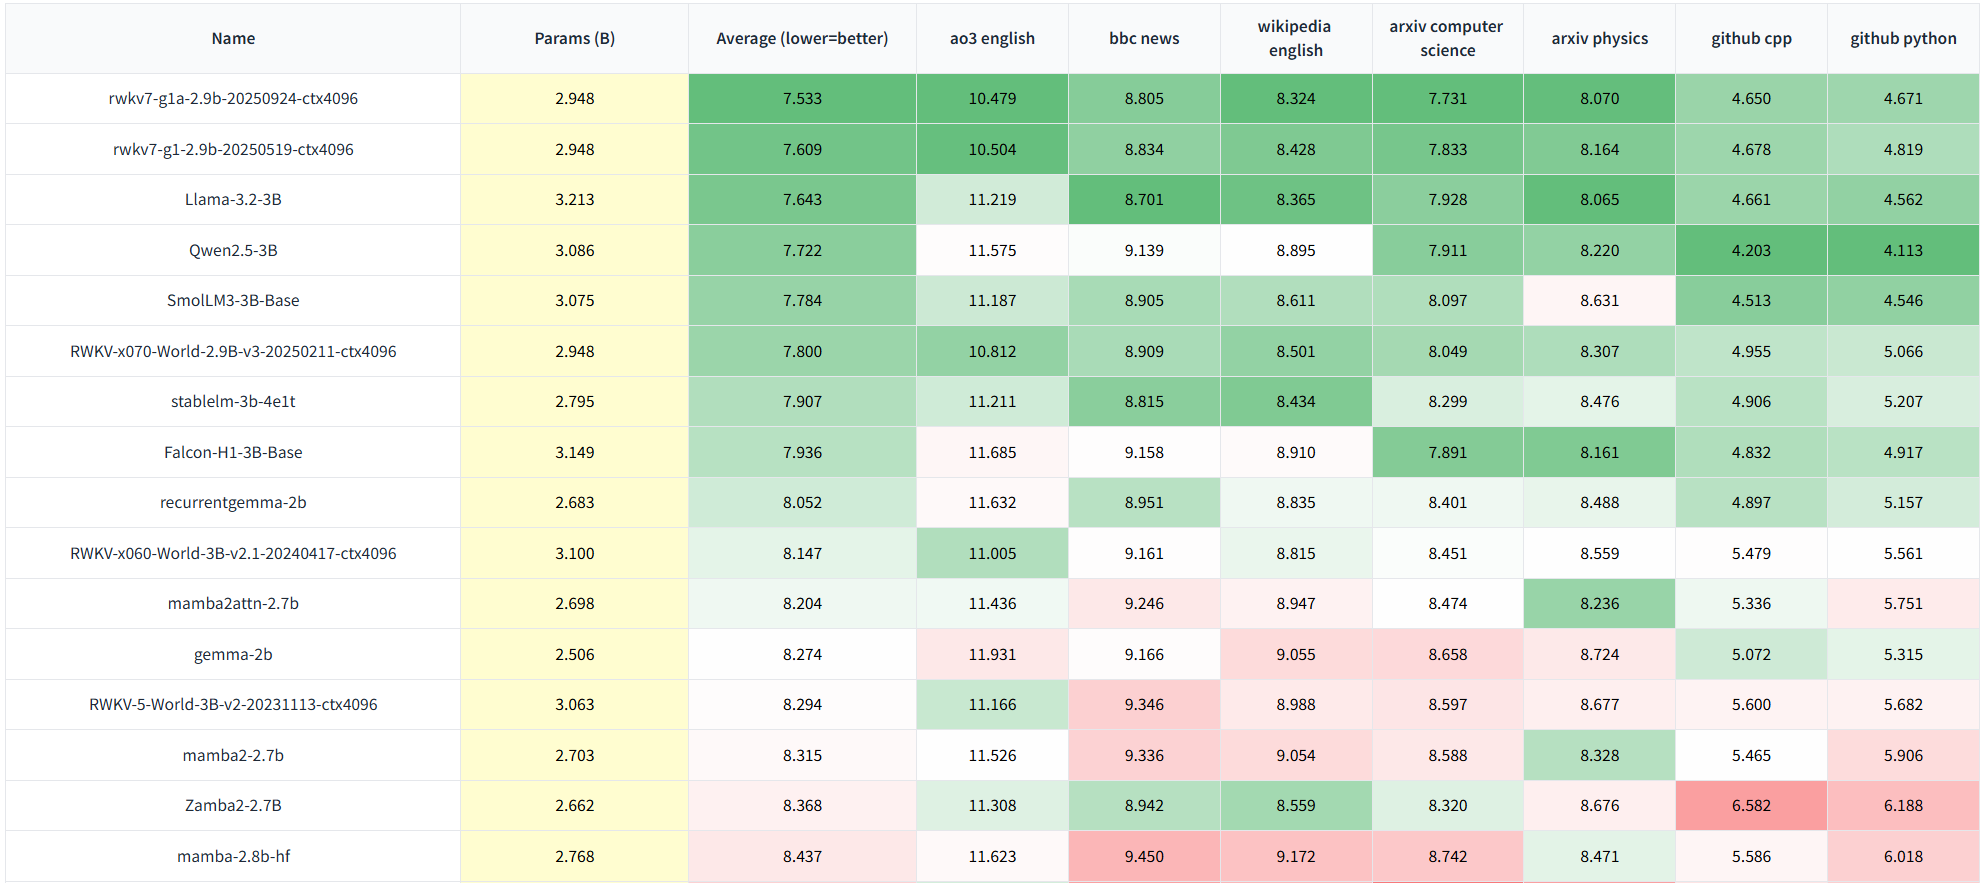 Name Params (B) Average (lower=better) ao3 english bbc news wikipedia english arxiv computer science arxiv physics github cpp github python
rwkv7-g1a-2.9b-20250924-ctx4096 2.948 7.533 10.479 8.805 8.324 7.731 8.070 4.650 4.671
rwkv7-g1-2.9b-20250519-ctx4096 2.948 7.609 10.504 8.834 8.428 7.833 8.164 4.678 4.819
Llama-3.2-3B 3.213 7.643 11.219 8.701 8.365 7.928 8.065 4.661 4.562
Qwen2.5-3B 3.086 7.722 11.575 9.139 8.895 7.911 8.220 4.203 4.113
SmolLM3-3B-Base 3.075 7.784 11.187 8.905 8.611 8.097 8.631 4.513 4.546
RWKV-x070-World-2.9B-v3-20250211-ctx4096 2.948 7.800 10.812 8.909 8.501 8.049 8.307 4.955 5.066
stablelm-3b-4e1t 2.795 7.907 11.211 8.815 8.434 8.299 8.476 4.906 5.207
Falcon-H1-3B-Base 3.149 7.936 11.685 9.158 8.910 7.891 8.161 4.832 4.917
recurrentgemma-2b 2.683 8.052 11.632 8.951 8.835 8.401 8.488 4.897 5.157
RWKV-x060-World-3B-v2.1-20240417-ctx4096 3.100 8.147 11.005 9.161 8.815 8.451 8.559 5.479 5.561
mamba2attn-2.7b 2.698 8.204 11.436 9.246 8.947 8.474 8.236 5.336 5.751
gemma-2b 2.506 8.274 11.931 9.166 9.055 8.658 8.724 5.072 5.315
RWKV-5-World-3B-v2-20231113-ctx4096 3.063 8.294 11.166 9.346 8.988 8.597 8.677 5.600 5.682
mamba2-2.7b 2.703 8.315 11.526 9.336 9.054 8.588 8.328 5.465 5.906
Zamba2-2.7B 2.662 8.368 11.308 8.942 8.559 8.320 8.676 6.582 6.188
mamba-2.8b-hf 2.768 8.437 11.623 9.450 9.172 8.742 8.471 5.586 6.018